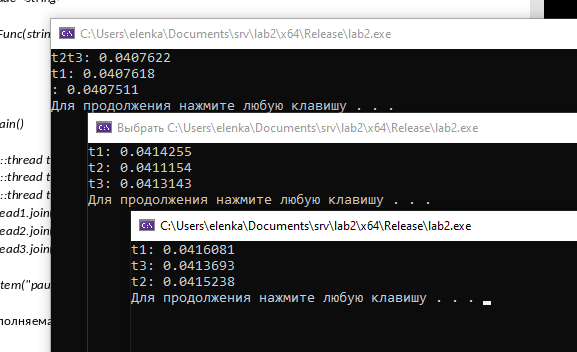 Func(strin
ain()
::thread t
::thread t
::thread t
ead1.join(
ead2.join(
ead3.join(
tem("pau
полняема
C:\Users\elenka\Documents\srv\lab2\x64\Release\lab2.exe
t2t3: 0.0407622
t1: 0.0407618
: 0.0407511
Для продолжения нажмите любую клавишу . . .
Выбрать C:\Users\elenka\Documents\srv\lab2\x64\Release\lab2.exe
t1: 0.0414255
t2: 0.0411154
t3: 0.0413143
Для продолжения нажмите любую клавишу . . .
C:\Users\elenka\Documents\srv\lab2\x64\Release\lab2.exe
t1: 0.0416081
t3: 0.0413693
t2: 0.0415238
Для продолжения нажмите любую клавишу . . .